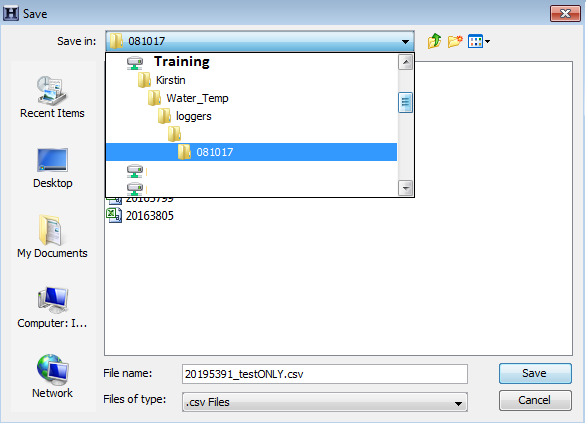 Save
Save in: 081017
Training
Kirstin
Water_Temp
loggers
081017
20163805
Recent Items
Desktop
My Documents
Computer: I...
Network
File name: 20195391_testONLY.csv
Save
Files of type: .csv Files
Cancel